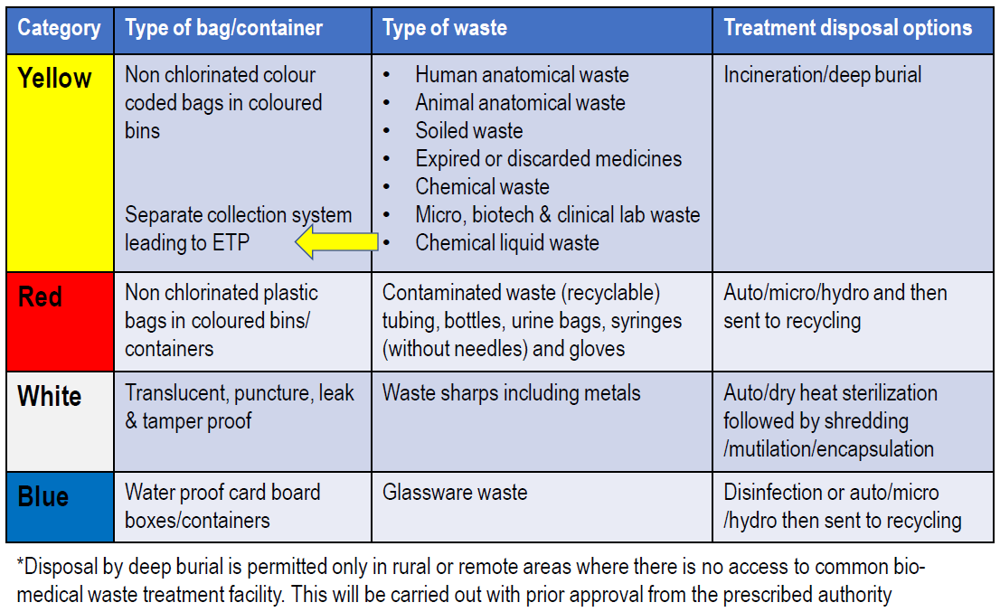 Category Type of bag/container Type of waste Treatment disposal options
Yellow
Non chlorinated colour
coded bags in coloured
bins
Separate collection system
leading to ETP
• Human anatomical waste
• Animal anatomical waste
• Soiled waste
• Expired or discarded medicines
• Chemical waste
• Micro, biotech & clinical lab waste
• Chemical liquid waste
Incineration/deep burial
Red
Non chlorinated plastic
bags in coloured bins/
containers
Contaminated waste (recyclable)
tubing, bottles, urine bags, syringes
(without needles) and gloves
Auto/micro/hydro and then
sent to recycling
White
Translucent, puncture, leak
& tamper proof
Waste sharps including metals
Auto/dry heat sterilization
followed by shredding
/mutilation/encapsulation
Blue
Water proof card board
boxes/containers
Glassware waste
Disinfection or auto/micro
/hydro then sent to recycling
*Disposal by deep burial is permitted only in rural or remote areas where there is no access to common bio-
medical waste treatment facility. This will be carried out with prior approval from the prescribed authority